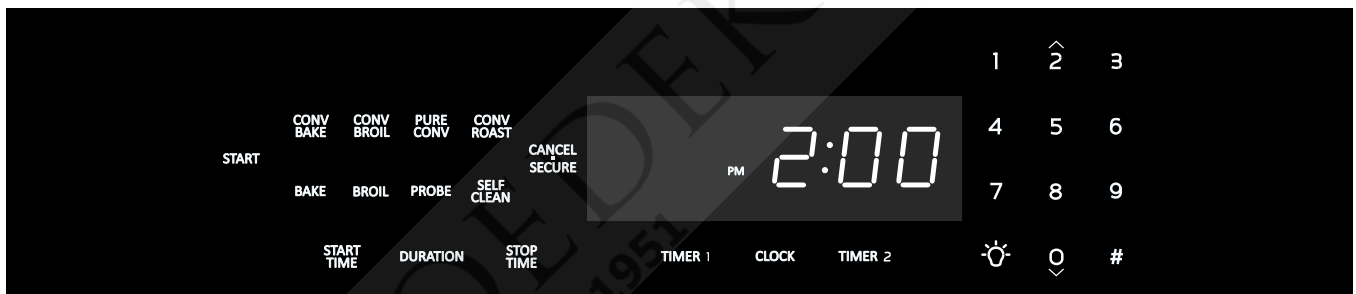 1 2 3
CONV BAKE CONV BROIL PURE CONV CONV ROAST
START
CANCEL
SECURE
PM 2:00
4 5 6
BAKE BROIL PROBE SELF CLEAN
7 8 9
START TIME DURATION STOP TIME
TIMER 1 CLOCK TIMER 2
0 #
1951